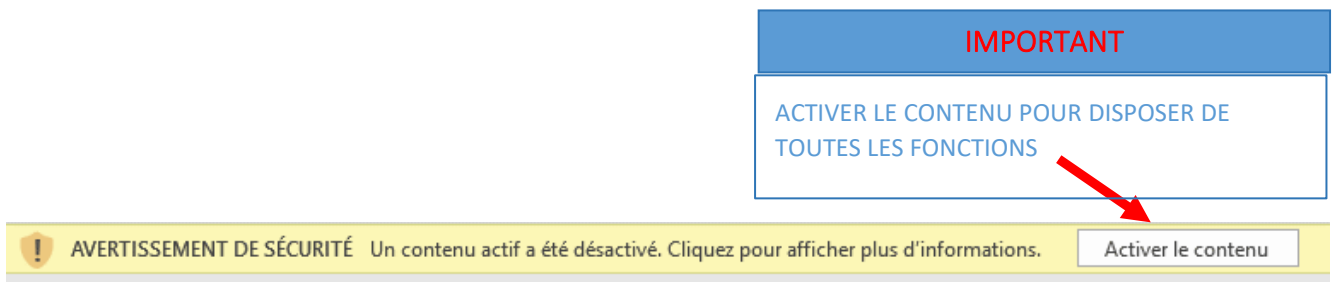 IMPORTANT
ACTIVER LE CONTENU POUR DISPOSER DE
TOUTES LES FONCTIONS
! AVERTISSEMENT DE SÉCURITÉ Un contenu actif a été désactivé. Cliquez pour afficher plus d'informations. Activer le contenu